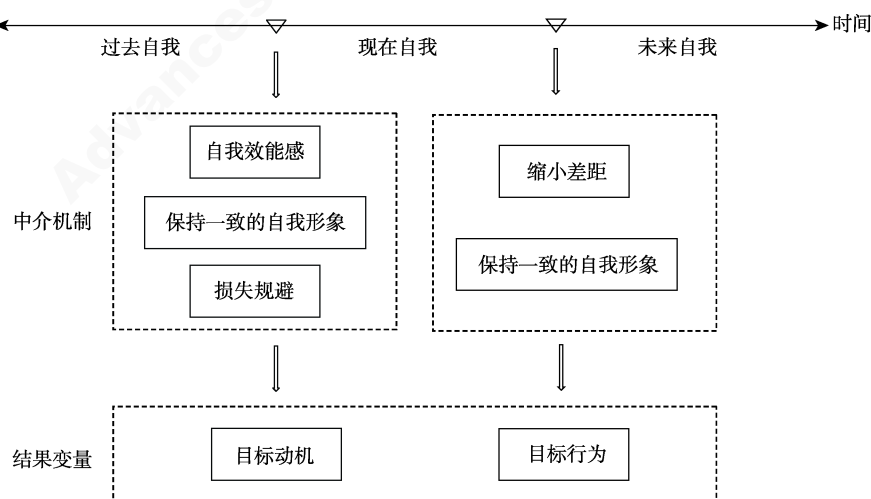 时间
过去自我 现在自我 未来自我
自我效能感
缩小差距
中介机制
保持一致的自我形象
保持一致的自我形象
损失规避
结果变量
目标动机
目标行为
Advances